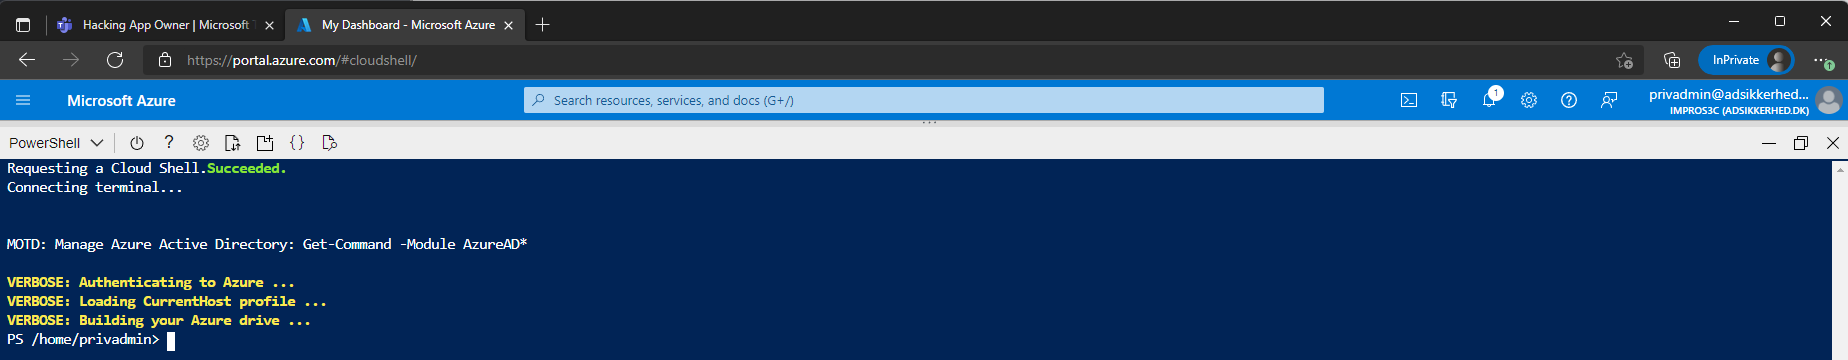 Hacking App Owner | Microsoft
My Dashboard - Microsoft Azure
https://portal.azure.com/#cloudshell/
InPrivate
Microsoft Azure
Search resources, services, and docs (G+/)
1
privadmin@adsikkerhed...
IMPROS3C (ADSIKKERHED.DK)
PowerShell
Requesting a Cloud Shell.Succeeded.
Connecting terminal...
MOTD: Manage Azure Active Directory: Get-Command -Module AzureAD*
VERBOSE: Authenticating to Azure ...
VERBOSE: Loading CurrentHost profile ...
VERBOSE: Building your Azure drive ...
PS /home/privadmin>